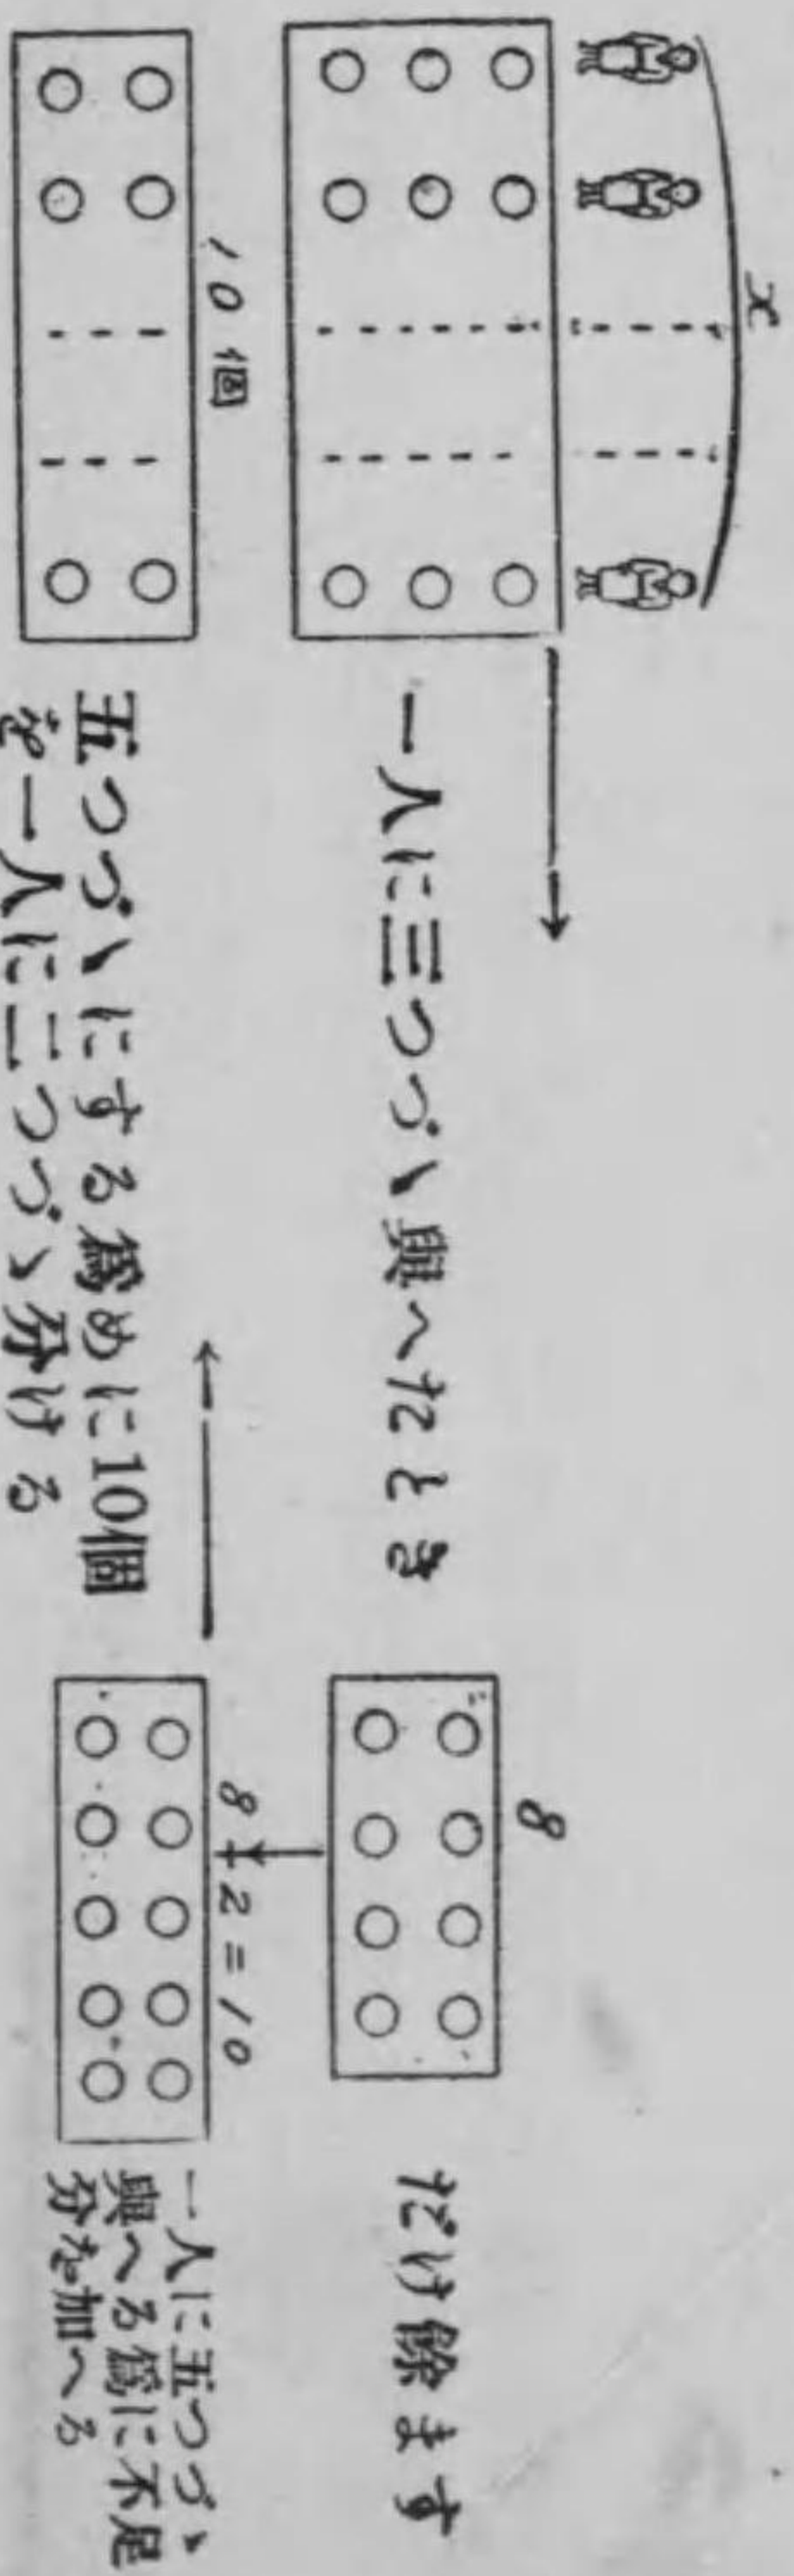 x
一人に三つづゝ與へたとき
8
だけ餘ます
10個
五つづゝにする爲めに10個
を一人に二つづゝ分ける
8+2=10
一人に五つづゝ
與へる爲に不足
分を加へる